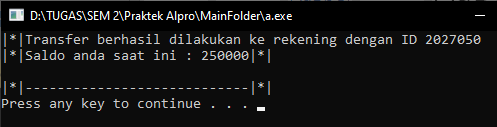 D:\TUGAS\SEM 2\Praktek Alpro\MainFolder\a.exe
|*|Transfer berhasil dilakukan ke rekening dengan ID 2027050
|*|Saldo anda saat ini : 250000|*|
|*|----------------------------|*|
Press any key to continue . . .